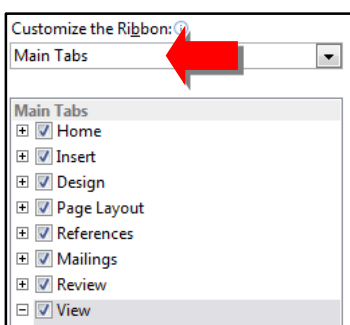 Customize the Ribbon:
Main Tabs
Main Tabs
Home
Insert
Design
Page Layout
References
Mailings
Review
View